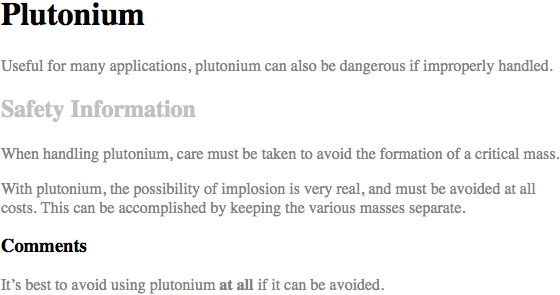 Plutonium
Useful for many applications, plutonium can also be dangerous if improperly handled.
Safety Information
When handling plutonium, care must be taken to avoid the formation of a critical mass.
With plutonium, the possibility of implosion is very real, and must be avoided at all
costs. This can be accomplished by keeping the various masses separate.
Comments
It’s best to avoid using plutonium at all if it can be avoided.